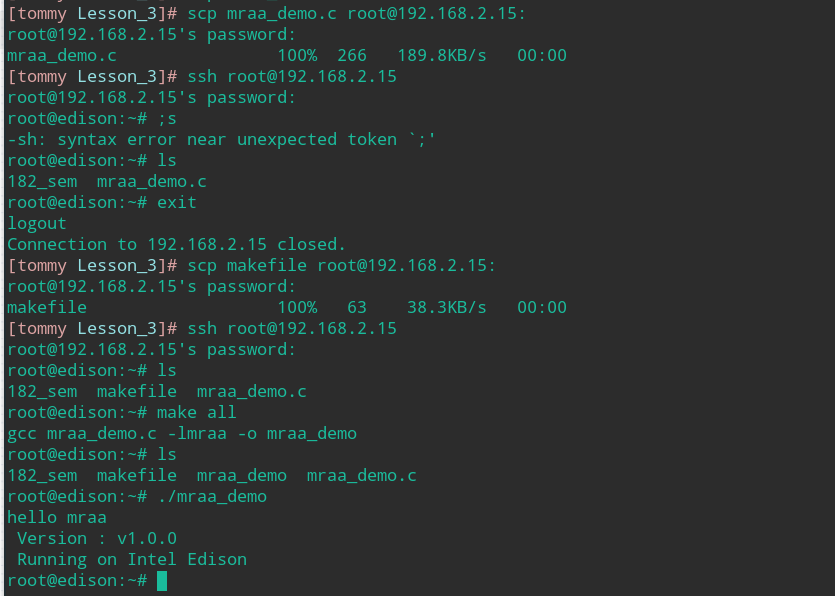 [tommy Lesson_3]# scp mraa_demo.c root@192.168.2.15:
root@192.168.2.15's password:
mraa_demo.c                100%  266   189.8KB/s   00:00
[tommy Lesson_3]# ssh root@192.168.2.15
root@192.168.2.15's password:
root@edison:~# ;s
-sh: syntax error near unexpected token `;'
root@edison:~# ls
182_sem  mraa_demo.c
root@edison:~# exit
logout
Connection to 192.168.2.15 closed.
[tommy Lesson_3]# scp makefile root@192.168.2.15:
root@192.168.2.15's password:
makefile                   100%   63    38.3KB/s   00:00
[tommy Lesson_3]# ssh root@192.168.2.15
root@192.168.2.15's password:
root@edison:~# ls
182_sem  makefile  mraa_demo.c
root@edison:~# make all
gcc mraa_demo.c -lmraa -o mraa_demo
root@edison:~# ls
182_sem  makefile  mraa_demo  mraa_demo.c
root@edison:~# ./mraa_demo
hello mraa
 Version : v1.0.0
 Running on Intel Edison
root@edison:~#